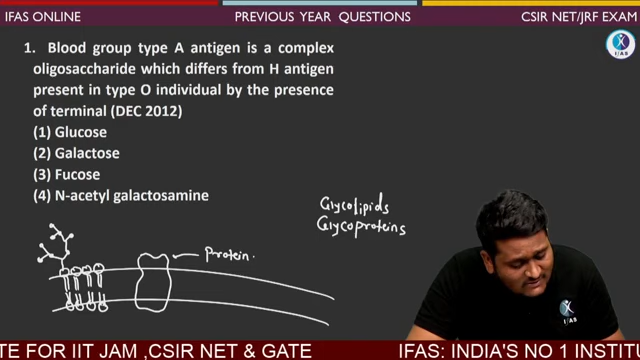 IFAS ONLINE
PREVIOUS YEAR QUESTIONS
CSIR NET/JRF EXAM
IFAS
1. Blood group type A antigen is a complex
oligosaccharide which differs from H antigen
present in type O individual by the presence
of terminal (DEC 2012)
(1) Glucose
(2) Galactose
(3) Fucose
(4) N-acetyl galactosamine
Glycolipids
Glycoproteins
Protein.
TE FOR IIT JAM ,CSIR NET & GATE
IFAS: INDIA'S NO 1 INSTITU